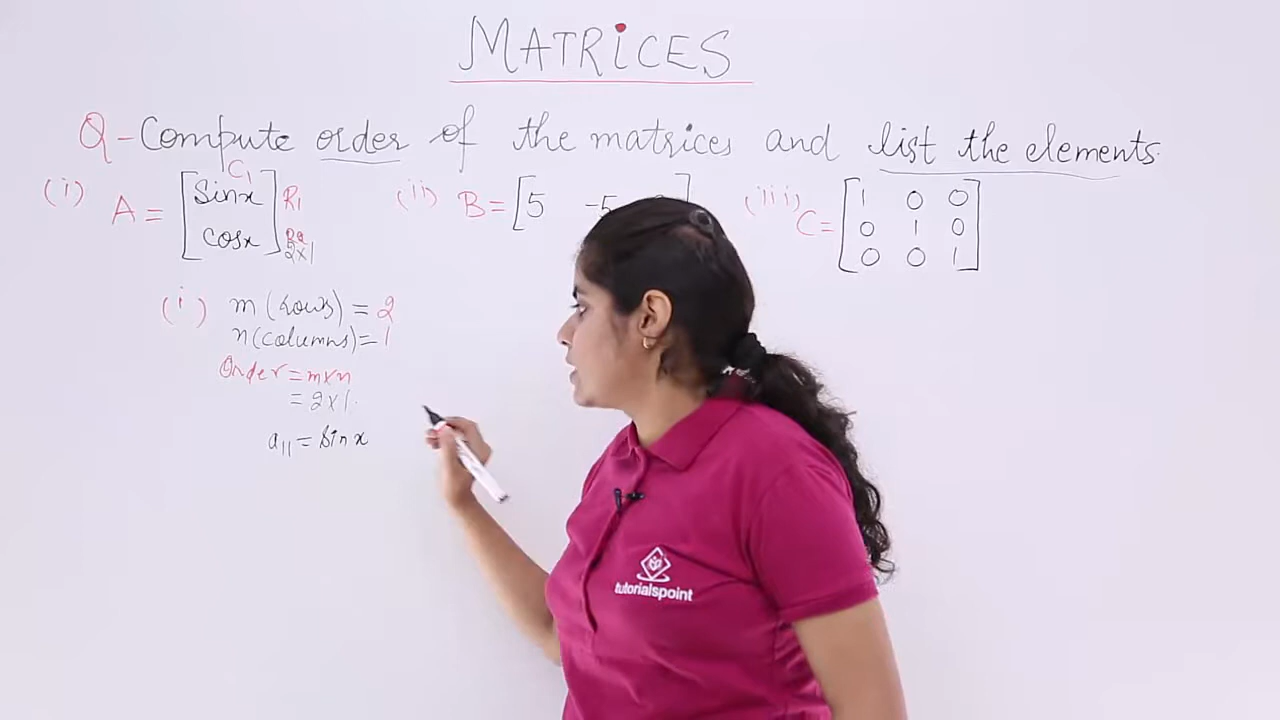 MATRiCES
Q-Compute order of the matrices and list the elements.
(i) A = [sinx cosx] C1 R1 R2 2x1
(ii) B = [5 -5 ]
(iii) C = [1 0 0
0 1 0
0 0 1]
(i) m (rows) = 2
n(columns)= 1
Order = m x n
= 2 x 1.
a11 = sin x
tutorialspoint